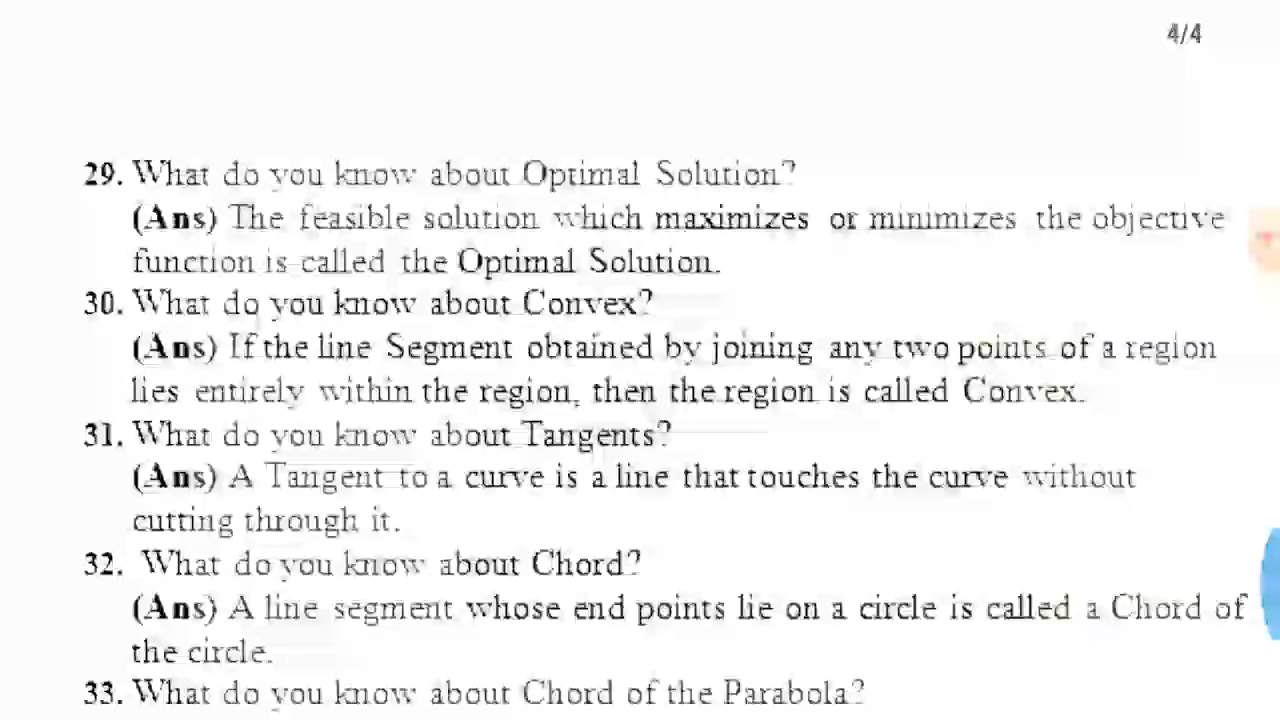 4/4
29. What do you know about Optimal Solution?
(Ans) The feasible solution which maximizes or minimizes the objective
function is called the Optimal Solution.
30. What do you know about Convex?
(Ans) If the line Segment obtained by joining any two points of a region
lies entirely within the region, then the region is called Convex.
31. What do you know about Tangents?
(Ans) A Tangent to a curve is a line that touches the curve without
cutting through it.
32. What do you know about Chord?
(Ans) A line segment whose end points lie on a circle is called a Chord of
the circle.
33. What do you know about Chord of the Parabola?